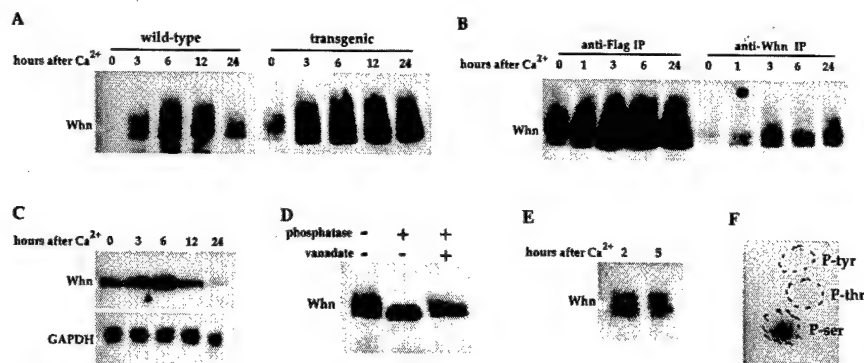 A
wild-type transgenic
hours after Ca2+ 0 3 6 12 24 0 3 6 12 24
Whn
B
anti-Flag IP anti-Whn IP
hours after Ca2+ 0 1 3 6 24 0 1 3 6 24
Whn
C
hours after Ca2+ 0 3 6 12 24
Whn
GAPDH
D
phosphatase - + +
vanadate - - +
Whn
E
hours after Ca2+ 2 5
Whn
F
P-tyr
P-thr
P-ser